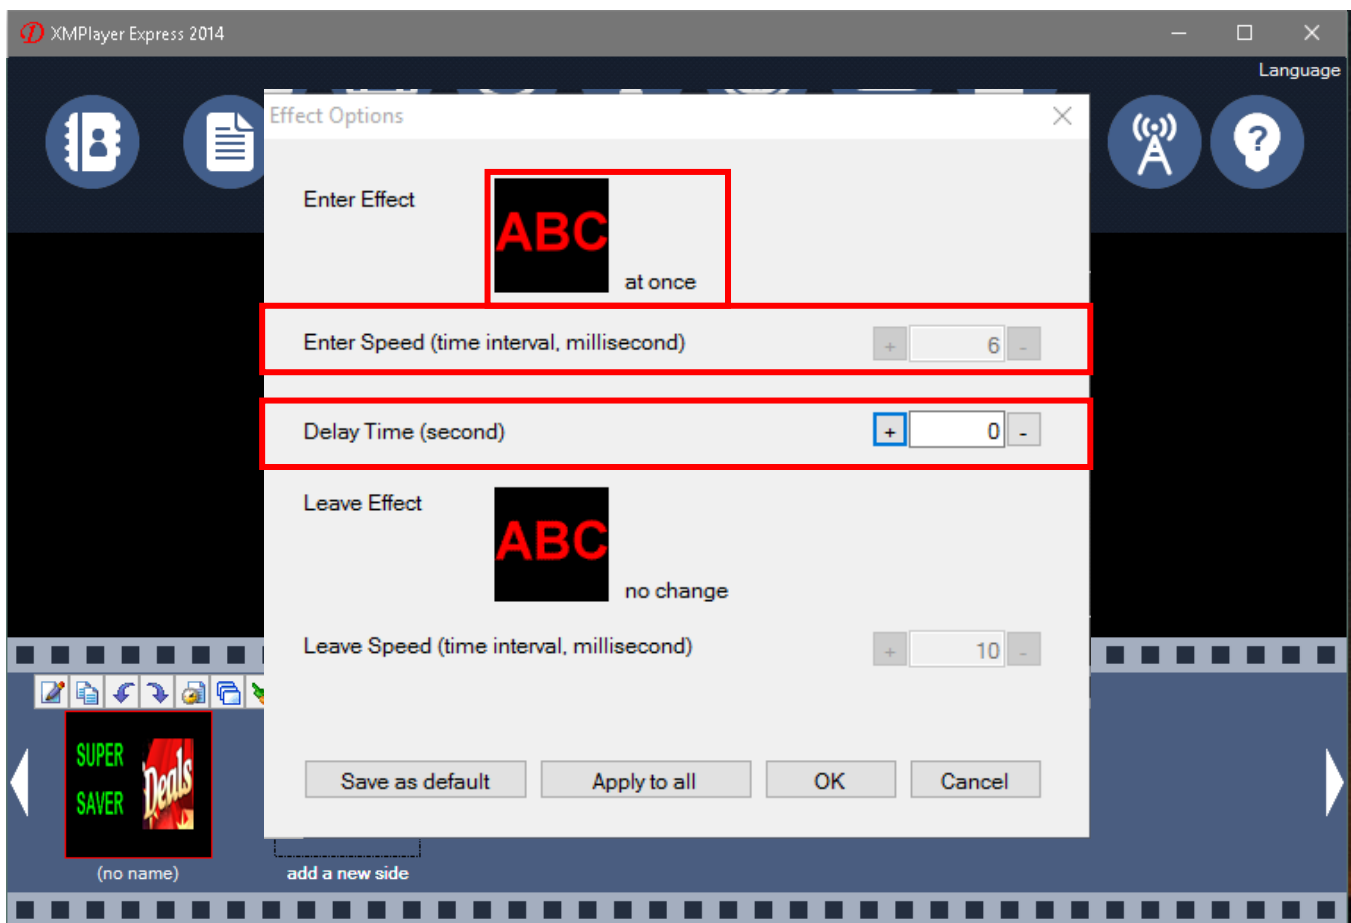 XMPlayer Express 2014
Language
Effect Options
Enter Effect
ABC
at once
Enter Speed (time interval, millisecond)
+ 6 -
Delay Time (second)
+ 0 -
Leave Effect
ABC
no change
Leave Speed (time interval, millisecond)
+ 10 -
Save as default Apply to all OK Cancel
SUPER
SAVER
Deals
(no name)
add a new side